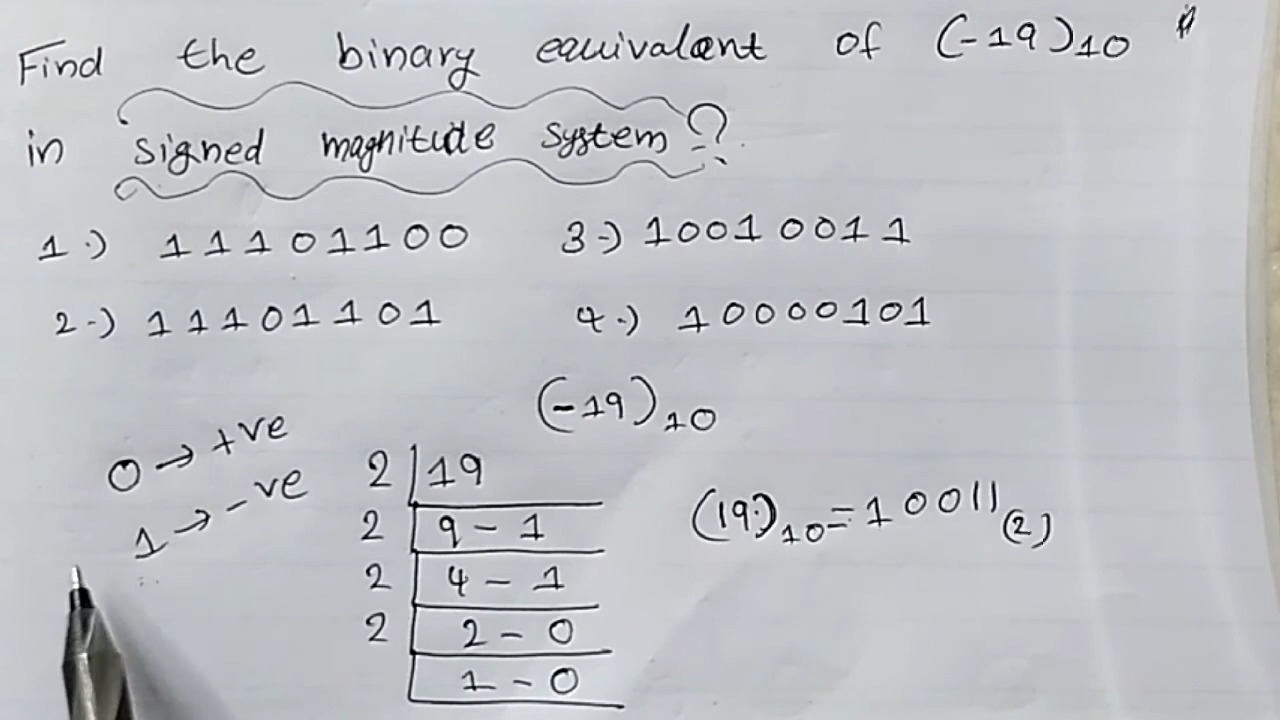 Find the binary equivalent of (-19)10
in signed magnitude system?
1.) 11101100 3.) 10010011
2.) 11101101 4.) 10000101
(-19)10
0 → +ve
1 → -ve
2 | 19
2 | 9 - 1
2 | 4 - 1
2 | 2 - 0
1 - 0
(19)10 = 10011(2)